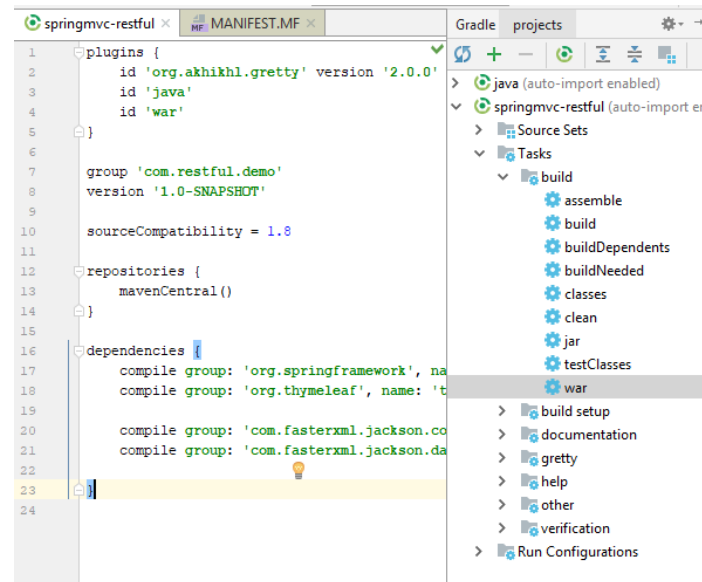 springmvc-restful
MF MANIFEST.MF
1 plugins {
2 id 'org.akhikhl.gretty' version '2.0.0'
3 id 'java'
4 id 'war'
5 }
6
7 group 'com.restful.demo'
8 version '1.0-SNAPSHOT'
9
10 sourceCompatibility = 1.8
11
12 repositories {
13 mavenCentral()
14 }
15
16 dependencies {
17 compile group: 'org.springframework', na
18 compile group: 'org.thymeleaf', name: 't
19
20 compile group: 'com.fasterxml.jackson.co
21 compile group: 'com.fasterxml.jackson.da
22
23 }
24
Gradle projects
java (auto-import enabled)
springmvc-restful (auto-import er
Source Sets
Tasks
build
assemble
build
buildDependents
buildNeeded
classes
clean
jar
testClasses
war
build setup
documentation
gretty
help
other
verification
Run Configurations